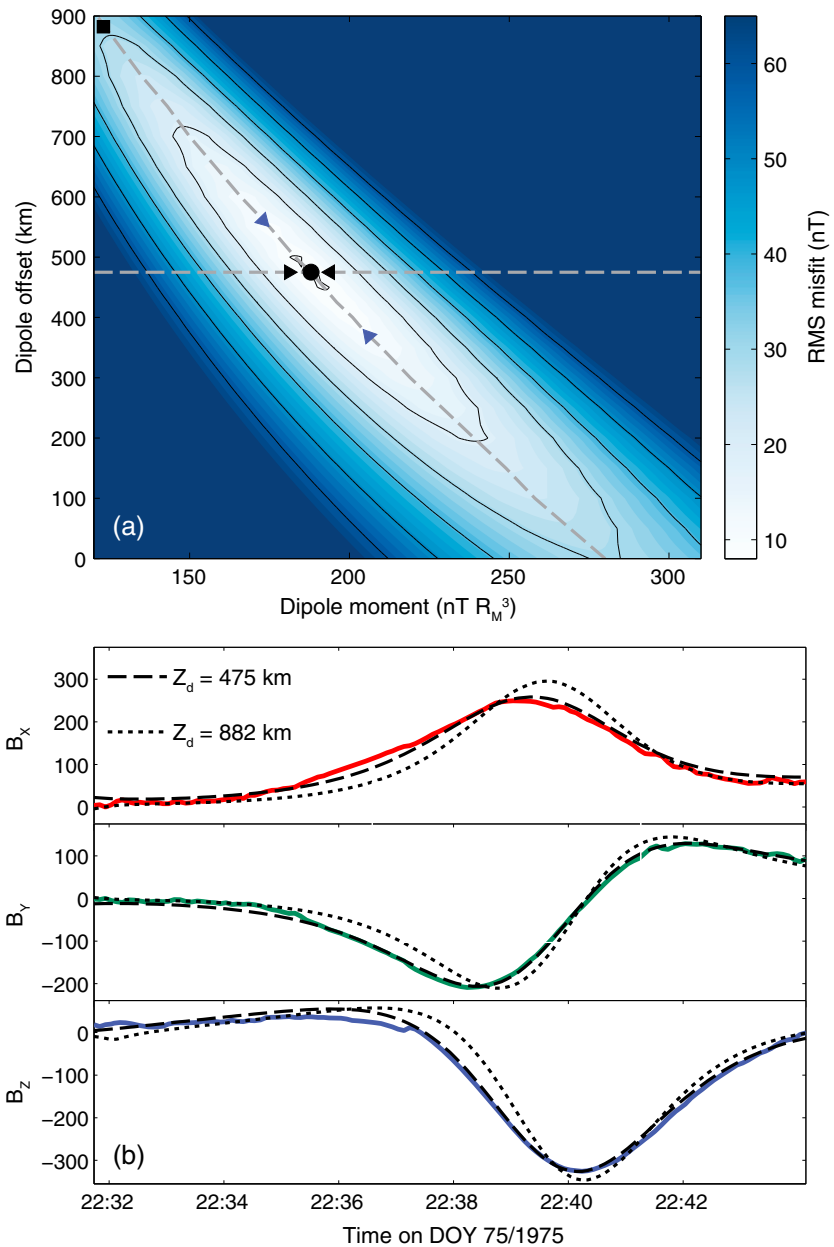 900
800
700
600
500
400
300
200
100
0
Dipole offset (km)
(a)
150 200 250 300
Dipole moment (nT R_M^3)
60
50
40
30
20
10
RMS misfit (nT)
Z_d = 475 km
Z_d = 882 km
300
200
100
0
B_X
100
0
−100
−200
B_Y
0
−100
−200
−300
B_Z
(b)
22:32 22:34 22:36 22:38 22:40 22:42
Time on DOY 75/1975